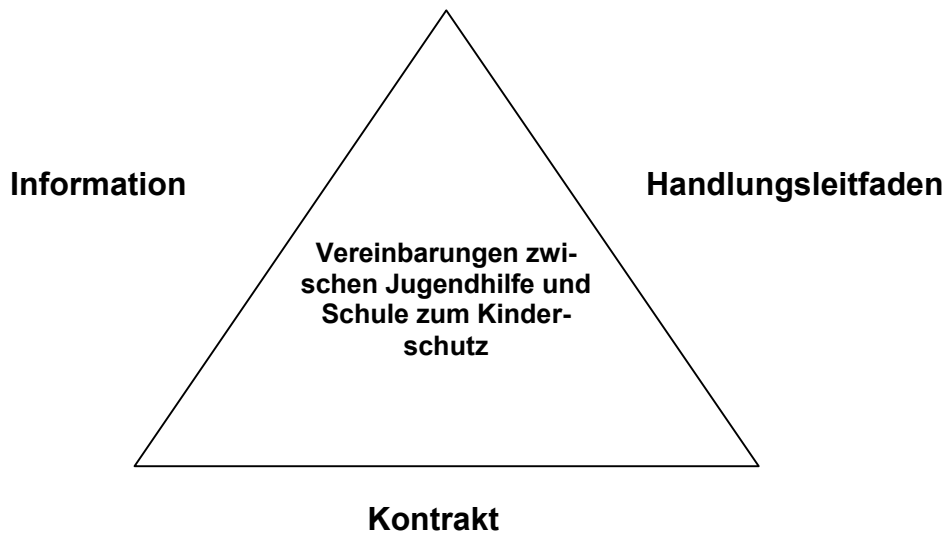 Information
Handlungsleitfaden
Vereinbarungen zwi-
schen Jugendhilfe und
Schule zum Kinder-
schutz
Kontrakt